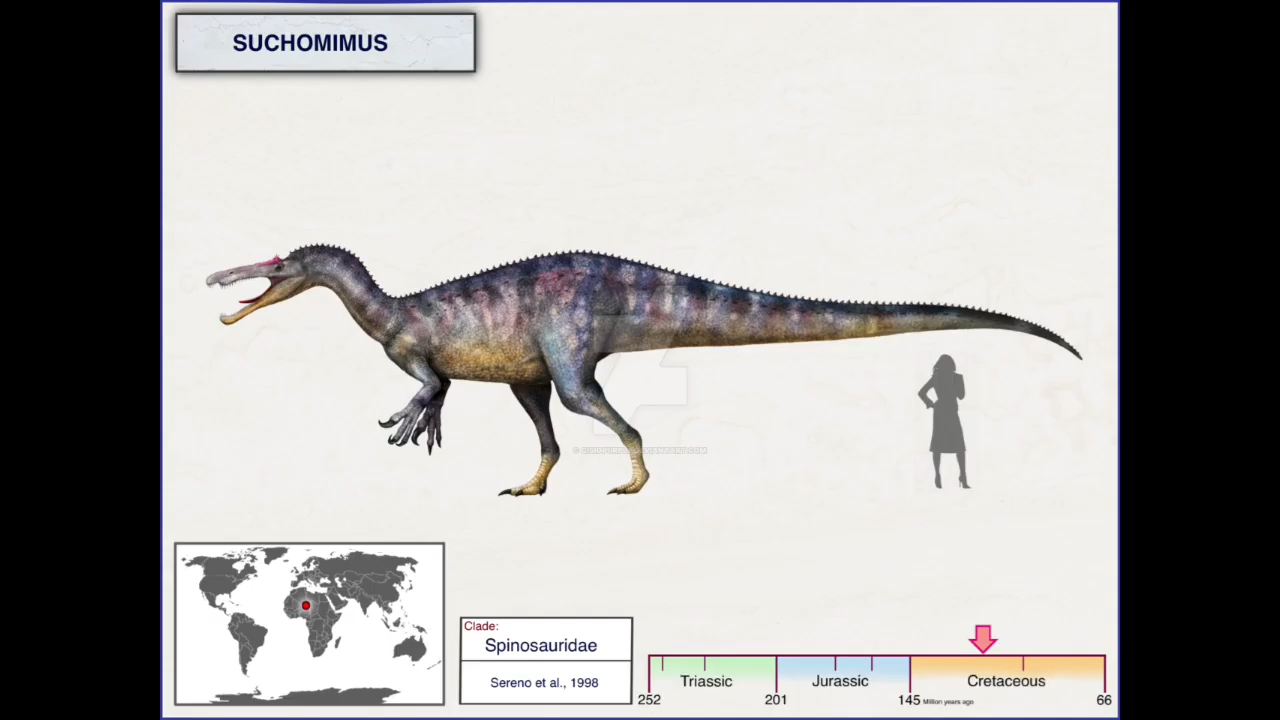 SUCHOMIMUS
Clade:
Spinosauridae
Sereno et al., 1998
Triassic
Jurassic
Cretaceous
252
201
145 Million years ago
66